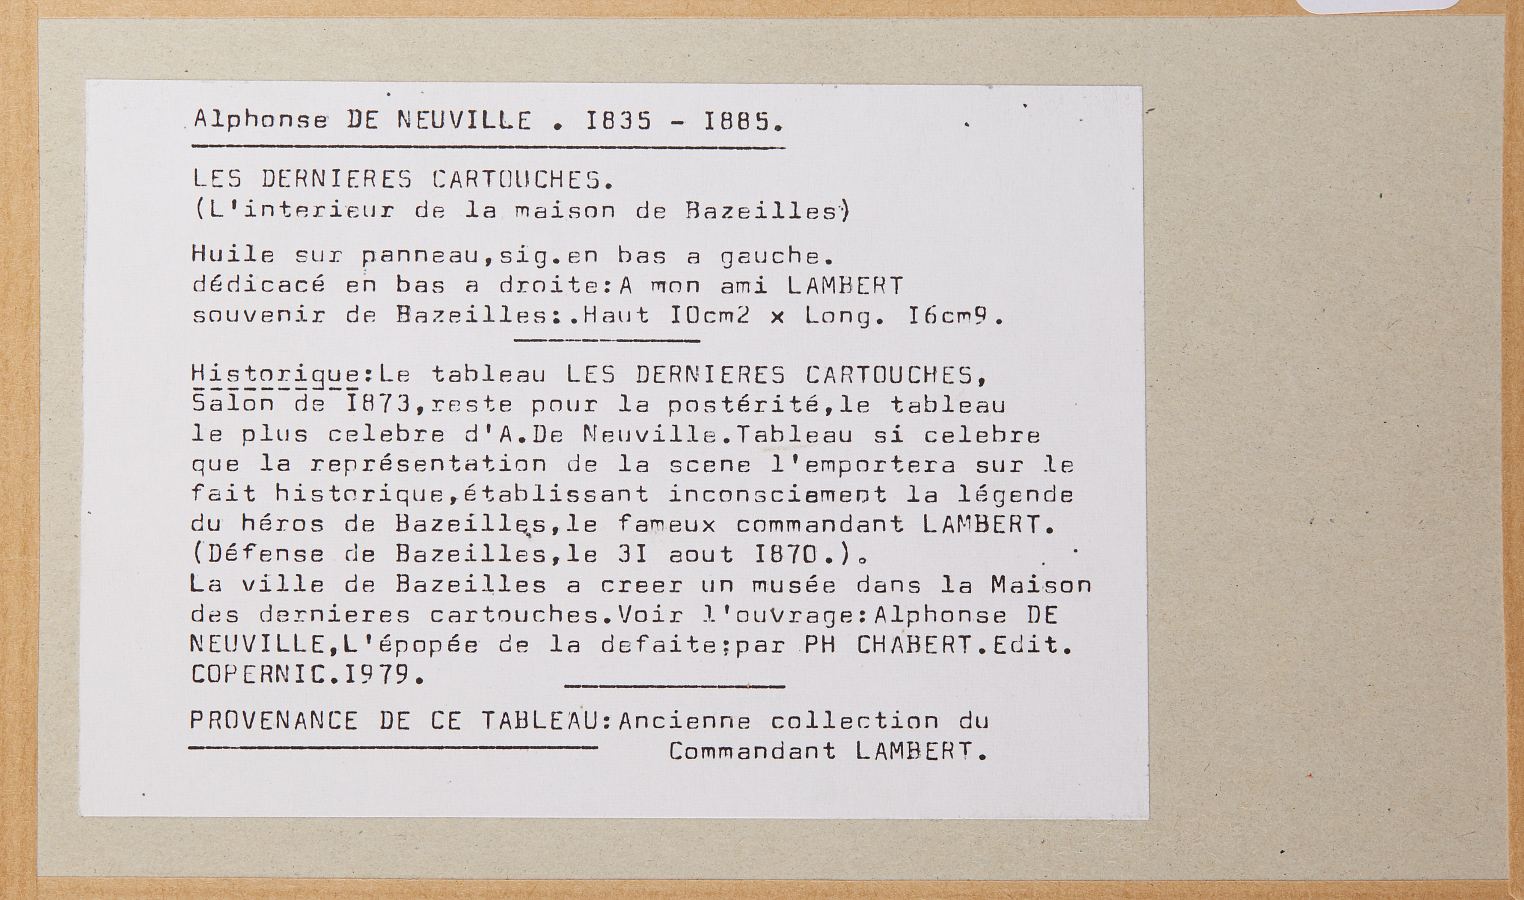 Alphonse DE NEUVILLE . I835 - I885.
LES DERNIERES CARTOUCHES.
(L'interieur de la maison de Bazeilles)
Huile sur panneau,sig.en bas a gauche.
dédicacé en bas a droite:A mon ami LAMBERT
souvenir de Bazeilles:.Haut I0cm2 x Long. I6cm9.
Historique:Le tableau LES DERNIERES CARTOUCHES,
Salon de I873,reste pour la postérité,le tableau
le plus celebre d'A.De Neuville.Tableau si celebre
que la représentation de la scene l'emportera sur le
fait historique,établissant inconsciement la légende
du héros de Bazeilles,le fameux commandant LAMBERT.
(Défense de Bazeilles,le 3I aout I870.).
La ville de Bazeilles a creer un musée dans la Maison
des dernieres cartouches.Voir l'ouvrage:Alphonse DE
NEUVILLE,L'épopée de la defaite;par PH CHABERT.Edit.
COPERNIC.I979.
PROVENANCE DE CE TABLEAU:Ancienne collection du
Commandant LAMBERT.